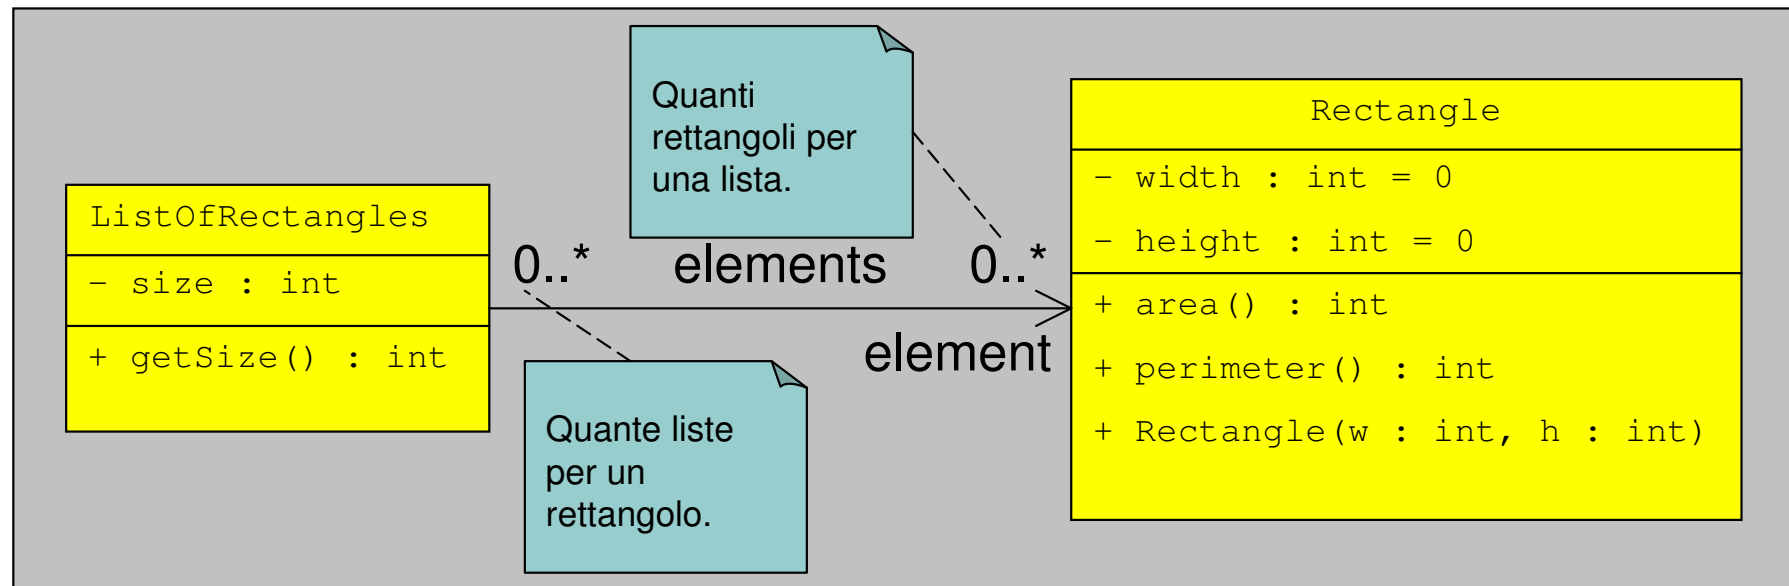 ListOfRectangles
- size : int
+ getSize() : int
0..*
Quanti
rettangoli per
una lista.
elements
0..*
element
Quante liste
per un
rettangolo.
Rectangle
- width : int = 0
- height : int = 0
+ area() : int
+ perimeter() : int
+ Rectangle(w : int, h : int)